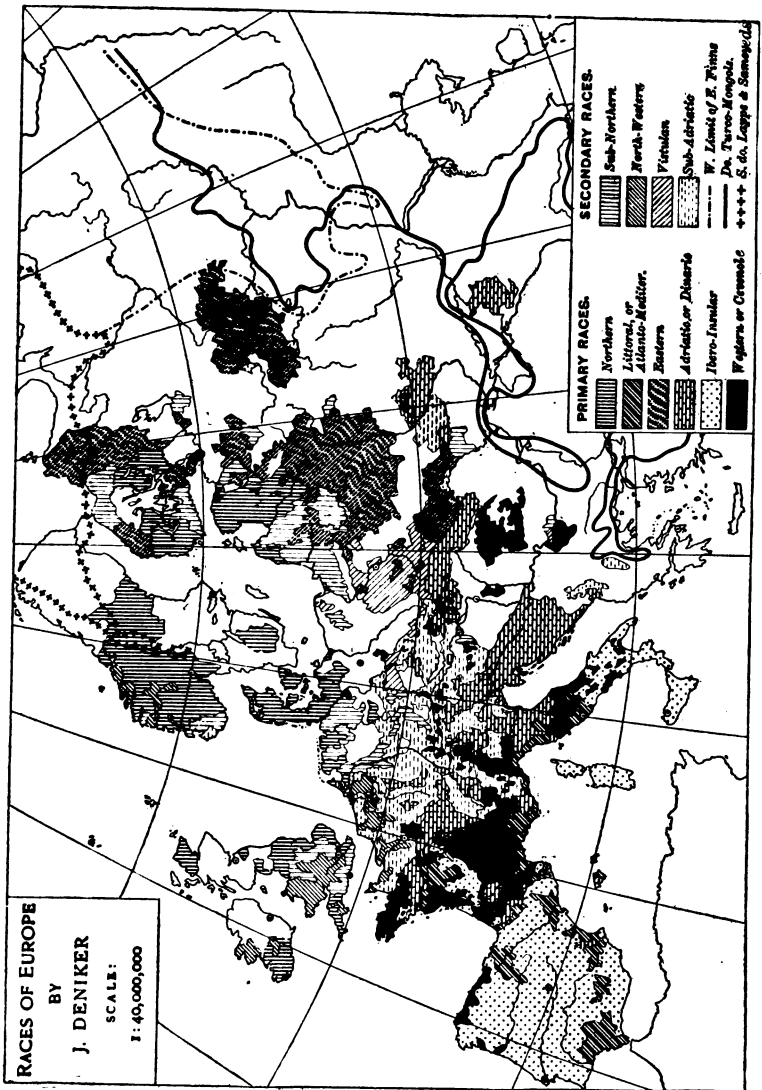 RACES OF EUROPE
BY
J. DENIKER
SCALE:
1:40,000,000
PRIMARY RACES.
Northern
Littoral, or
Atlanto-Mediter.
Eastern
Adriatic, or Dinaric
Ibero-Insular
Western or Cevenole
SECONDARY RACES.
Sub-Northern
North-Western
Vistulan
Sub-Adriatic
W. Limit of E. Finns
Do. Turco-Mongols.
S. do. Lapps & Samoyeds